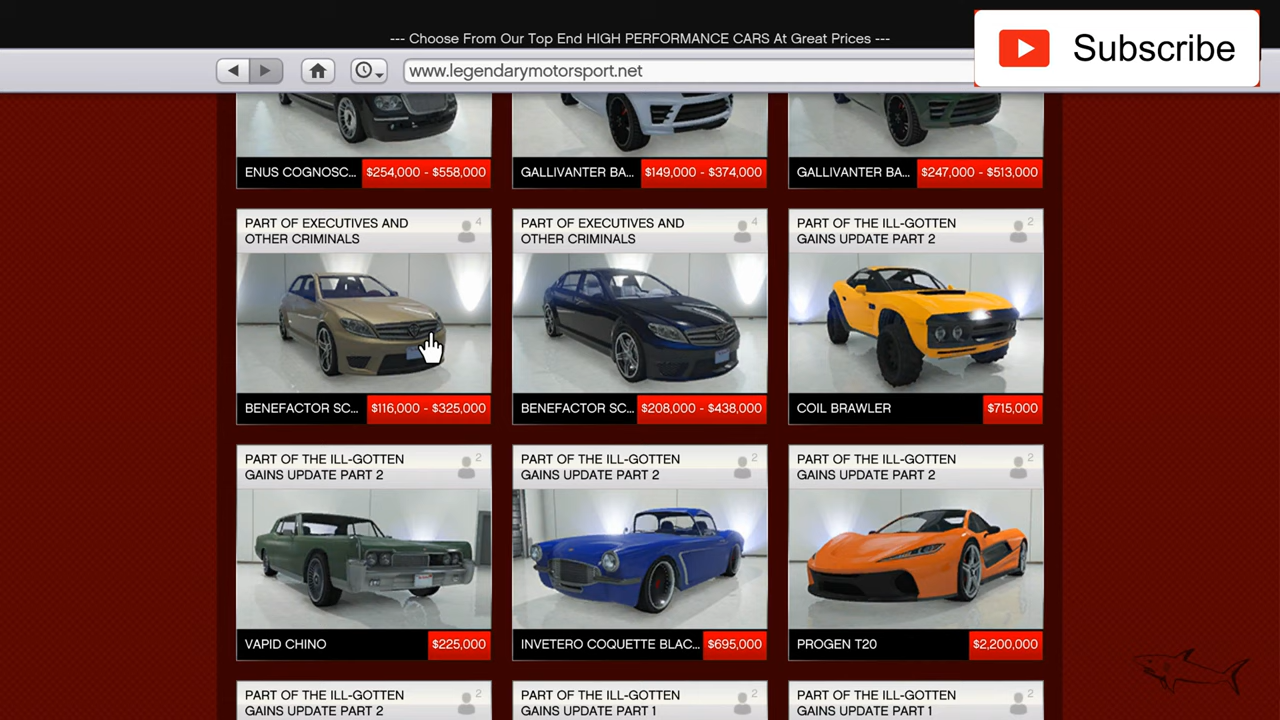 --- Choose From Our Top End HIGH PERFORMANCE CARS At Great Prices ---
Subscribe
www.legendarymotorsport.net
ENUS COGNOSC... $254,000 - $558,000
GALLIVANTER BA... $149,000 - $374,000
GALLIVANTER BA... $247,000 - $513,000
PART OF EXECUTIVES AND
OTHER CRIMINALS
4
PART OF EXECUTIVES AND
OTHER CRIMINALS
4
PART OF THE ILL-GOTTEN
GAINS UPDATE PART 2
2
BENEFACTOR SC... $116,000 - $325,000
BENEFACTOR SC... $208,000 - $438,000
COIL BRAWLER $715,000
PART OF THE ILL-GOTTEN
GAINS UPDATE PART 2
2
PART OF THE ILL-GOTTEN
GAINS UPDATE PART 2
2
PART OF THE ILL-GOTTEN
GAINS UPDATE PART 2
2
VAPID CHINO $225,000
INVETERO COQUETTE BLAC... $695,000
PROGEN T20 $2,200,000
PART OF THE ILL-GOTTEN
GAINS UPDATE PART 2
2
PART OF THE ILL-GOTTEN
GAINS UPDATE PART 1
2
PART OF THE ILL-GOTTEN
GAINS UPDATE PART 1
2